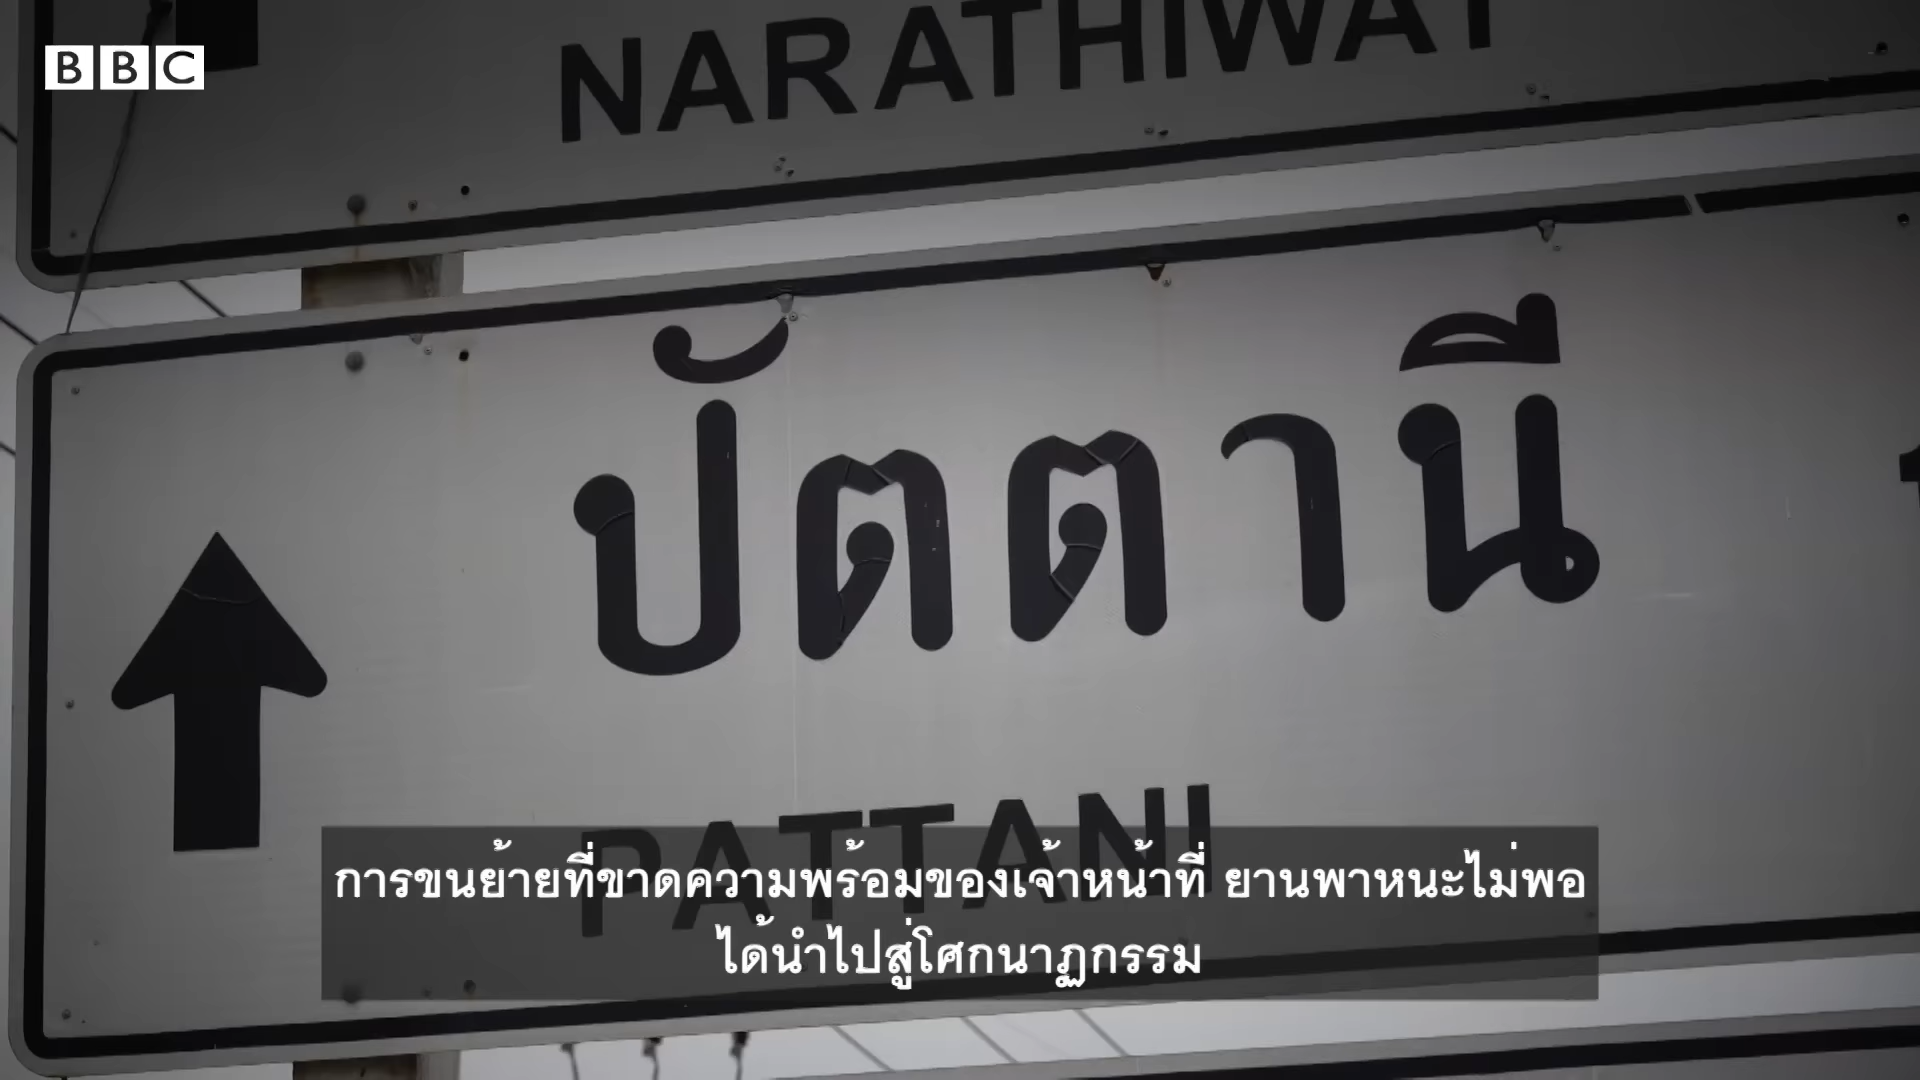 BBC
NARATHIWAT
ปัตตานี
PATTANI
การขนย้ายที่ขาดความพร้อมของเจ้าหน้าที่ ยานพาหนะไม่พอ
ได้นำไปสู่โศกนาฏกรรม